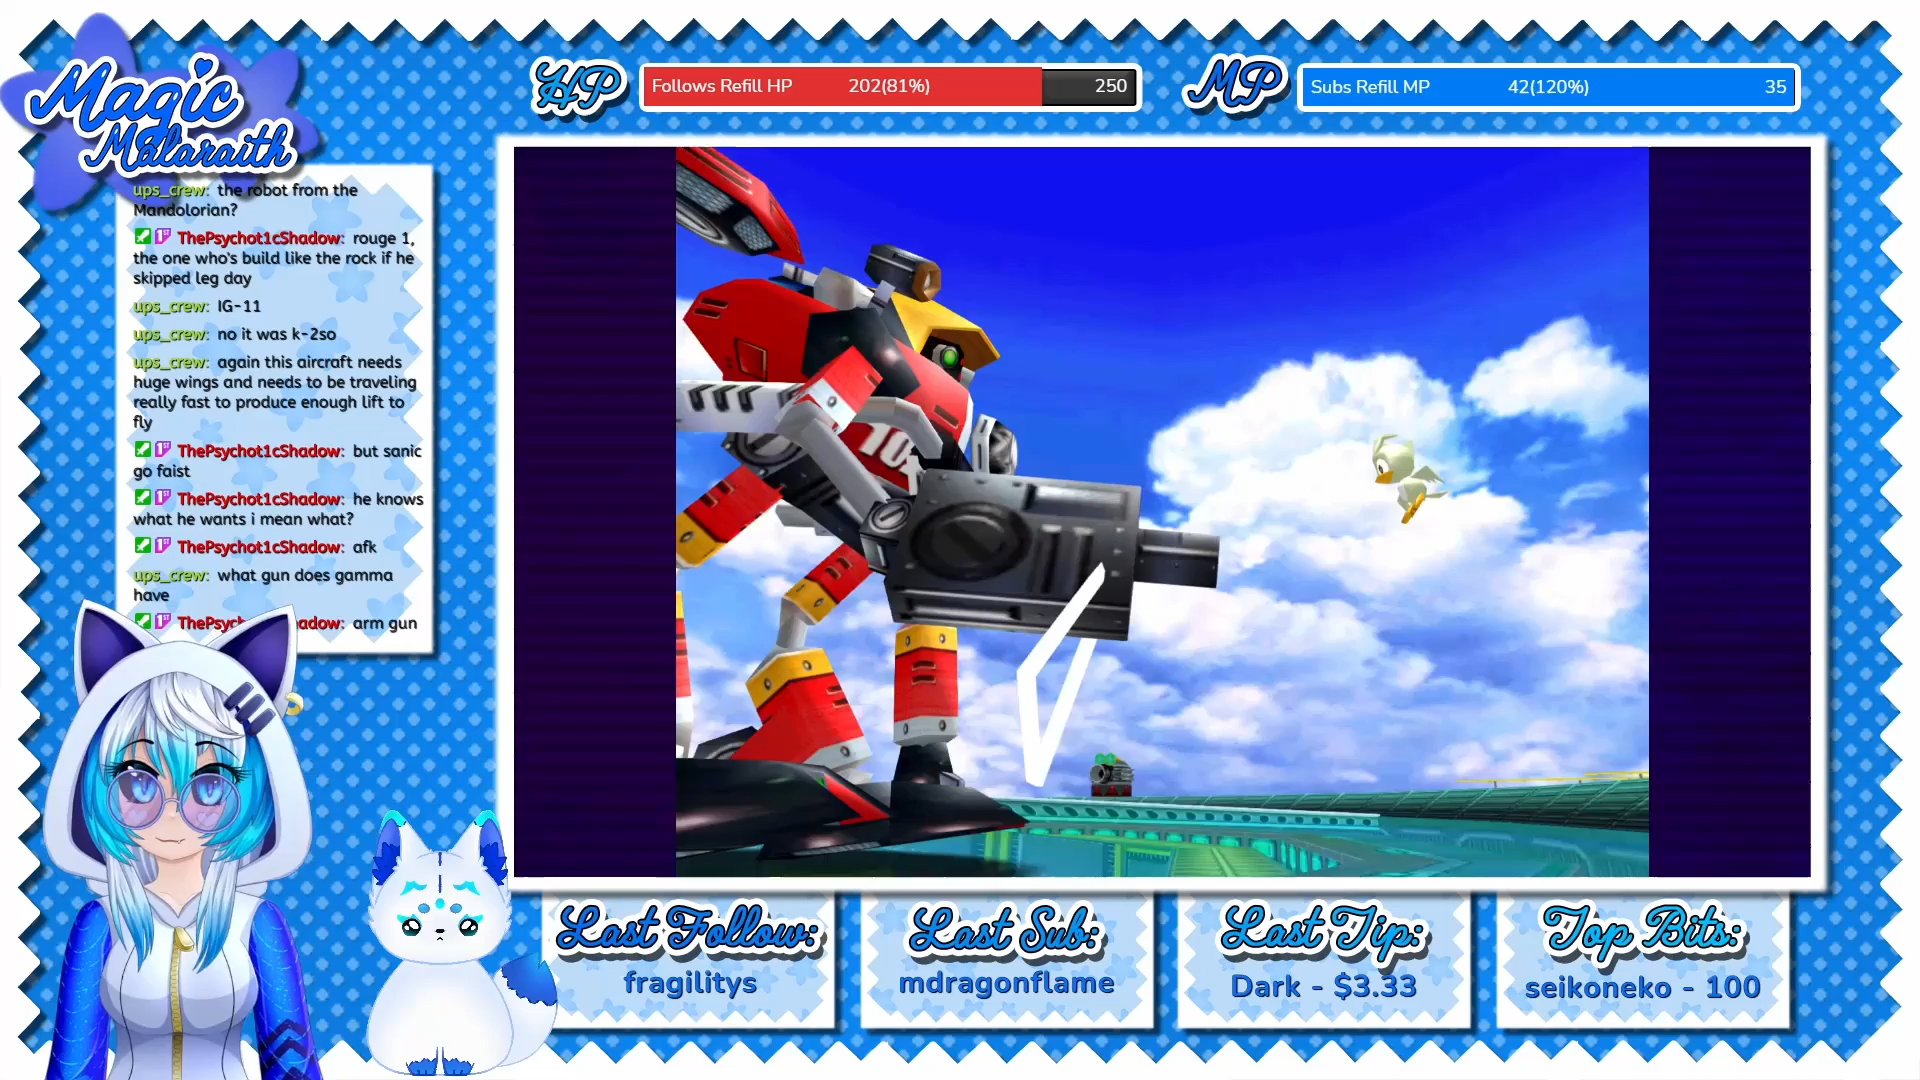 Magic
Malaraith
HP
Follows Refill HP 202(81%) 250
MP
Subs Refill MP 42(120%) 35
ups_crew: the robot from the
Mandolorian?
ThePsychot1cShadow: rouge 1,
the one who's build like the rock if he
skipped leg day
ups_crew: IG-11
ups_crew: no it was k-2so
ups_crew: again this aircraft needs
huge wings and needs to be traveling
really fast to produce enough lift to
fly
ThePsychot1cShadow: but sanic
go faist
ThePsychot1cShadow: he knows
what he wants i mean what?
ThePsychot1cShadow: afk
ups_crew: what gun does gamma
have
arm gun
Last Follow:
fragilitys
Last Sub:
mdragonflame
Last Tip:
Dark - $3.33
Top Bits:
seikoneko - 100